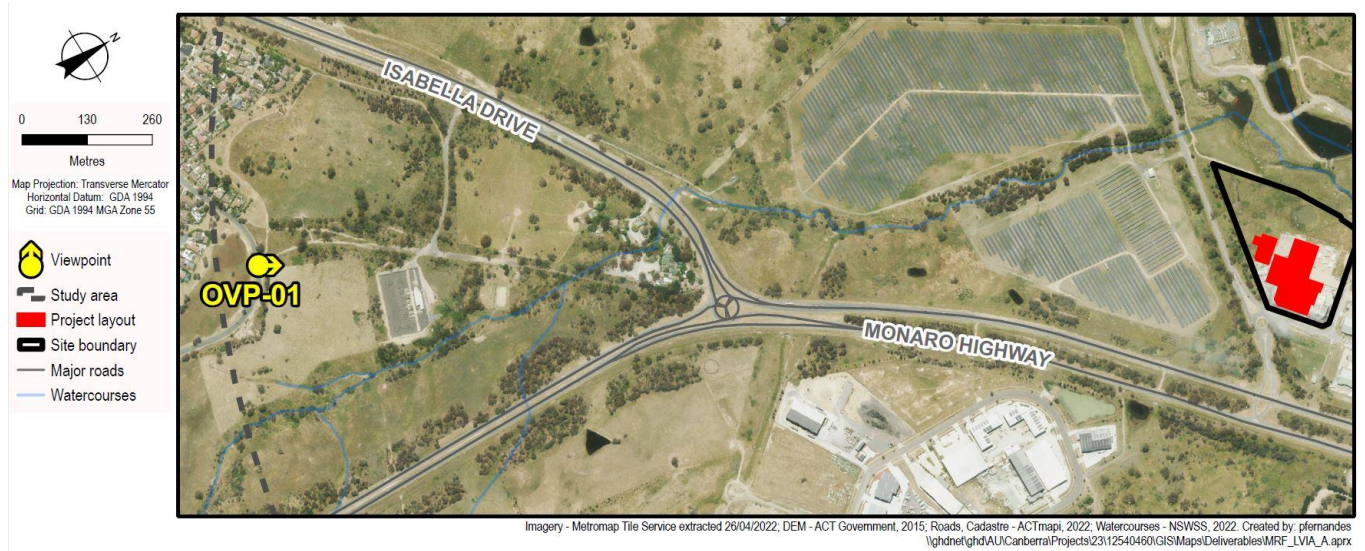 N
0 130 260
Metres
Map Projection: Transverse Mercator
Horizontal Datum: GDA 1994
Grid: GDA 1994 MGA Zone 55
Viewpoint
Study area
Project layout
Site boundary
Major roads
Watercourses
ISABELLA DRIVE
OVP-01
MONARO HIGHWAY
Imagery - Metromap Tile Service extracted 26/04/2022; DEM - ACT Government, 2015; Roads, Cadastre - ACTmapi, 2022; Watercourses - NSWSS, 2022. Created by: pfernandes
\\ghdnet\ghd\AU\Canberra\Projects\23\12540460\GIS\Maps\Deliverables\MRF_LVIA_A.aprx